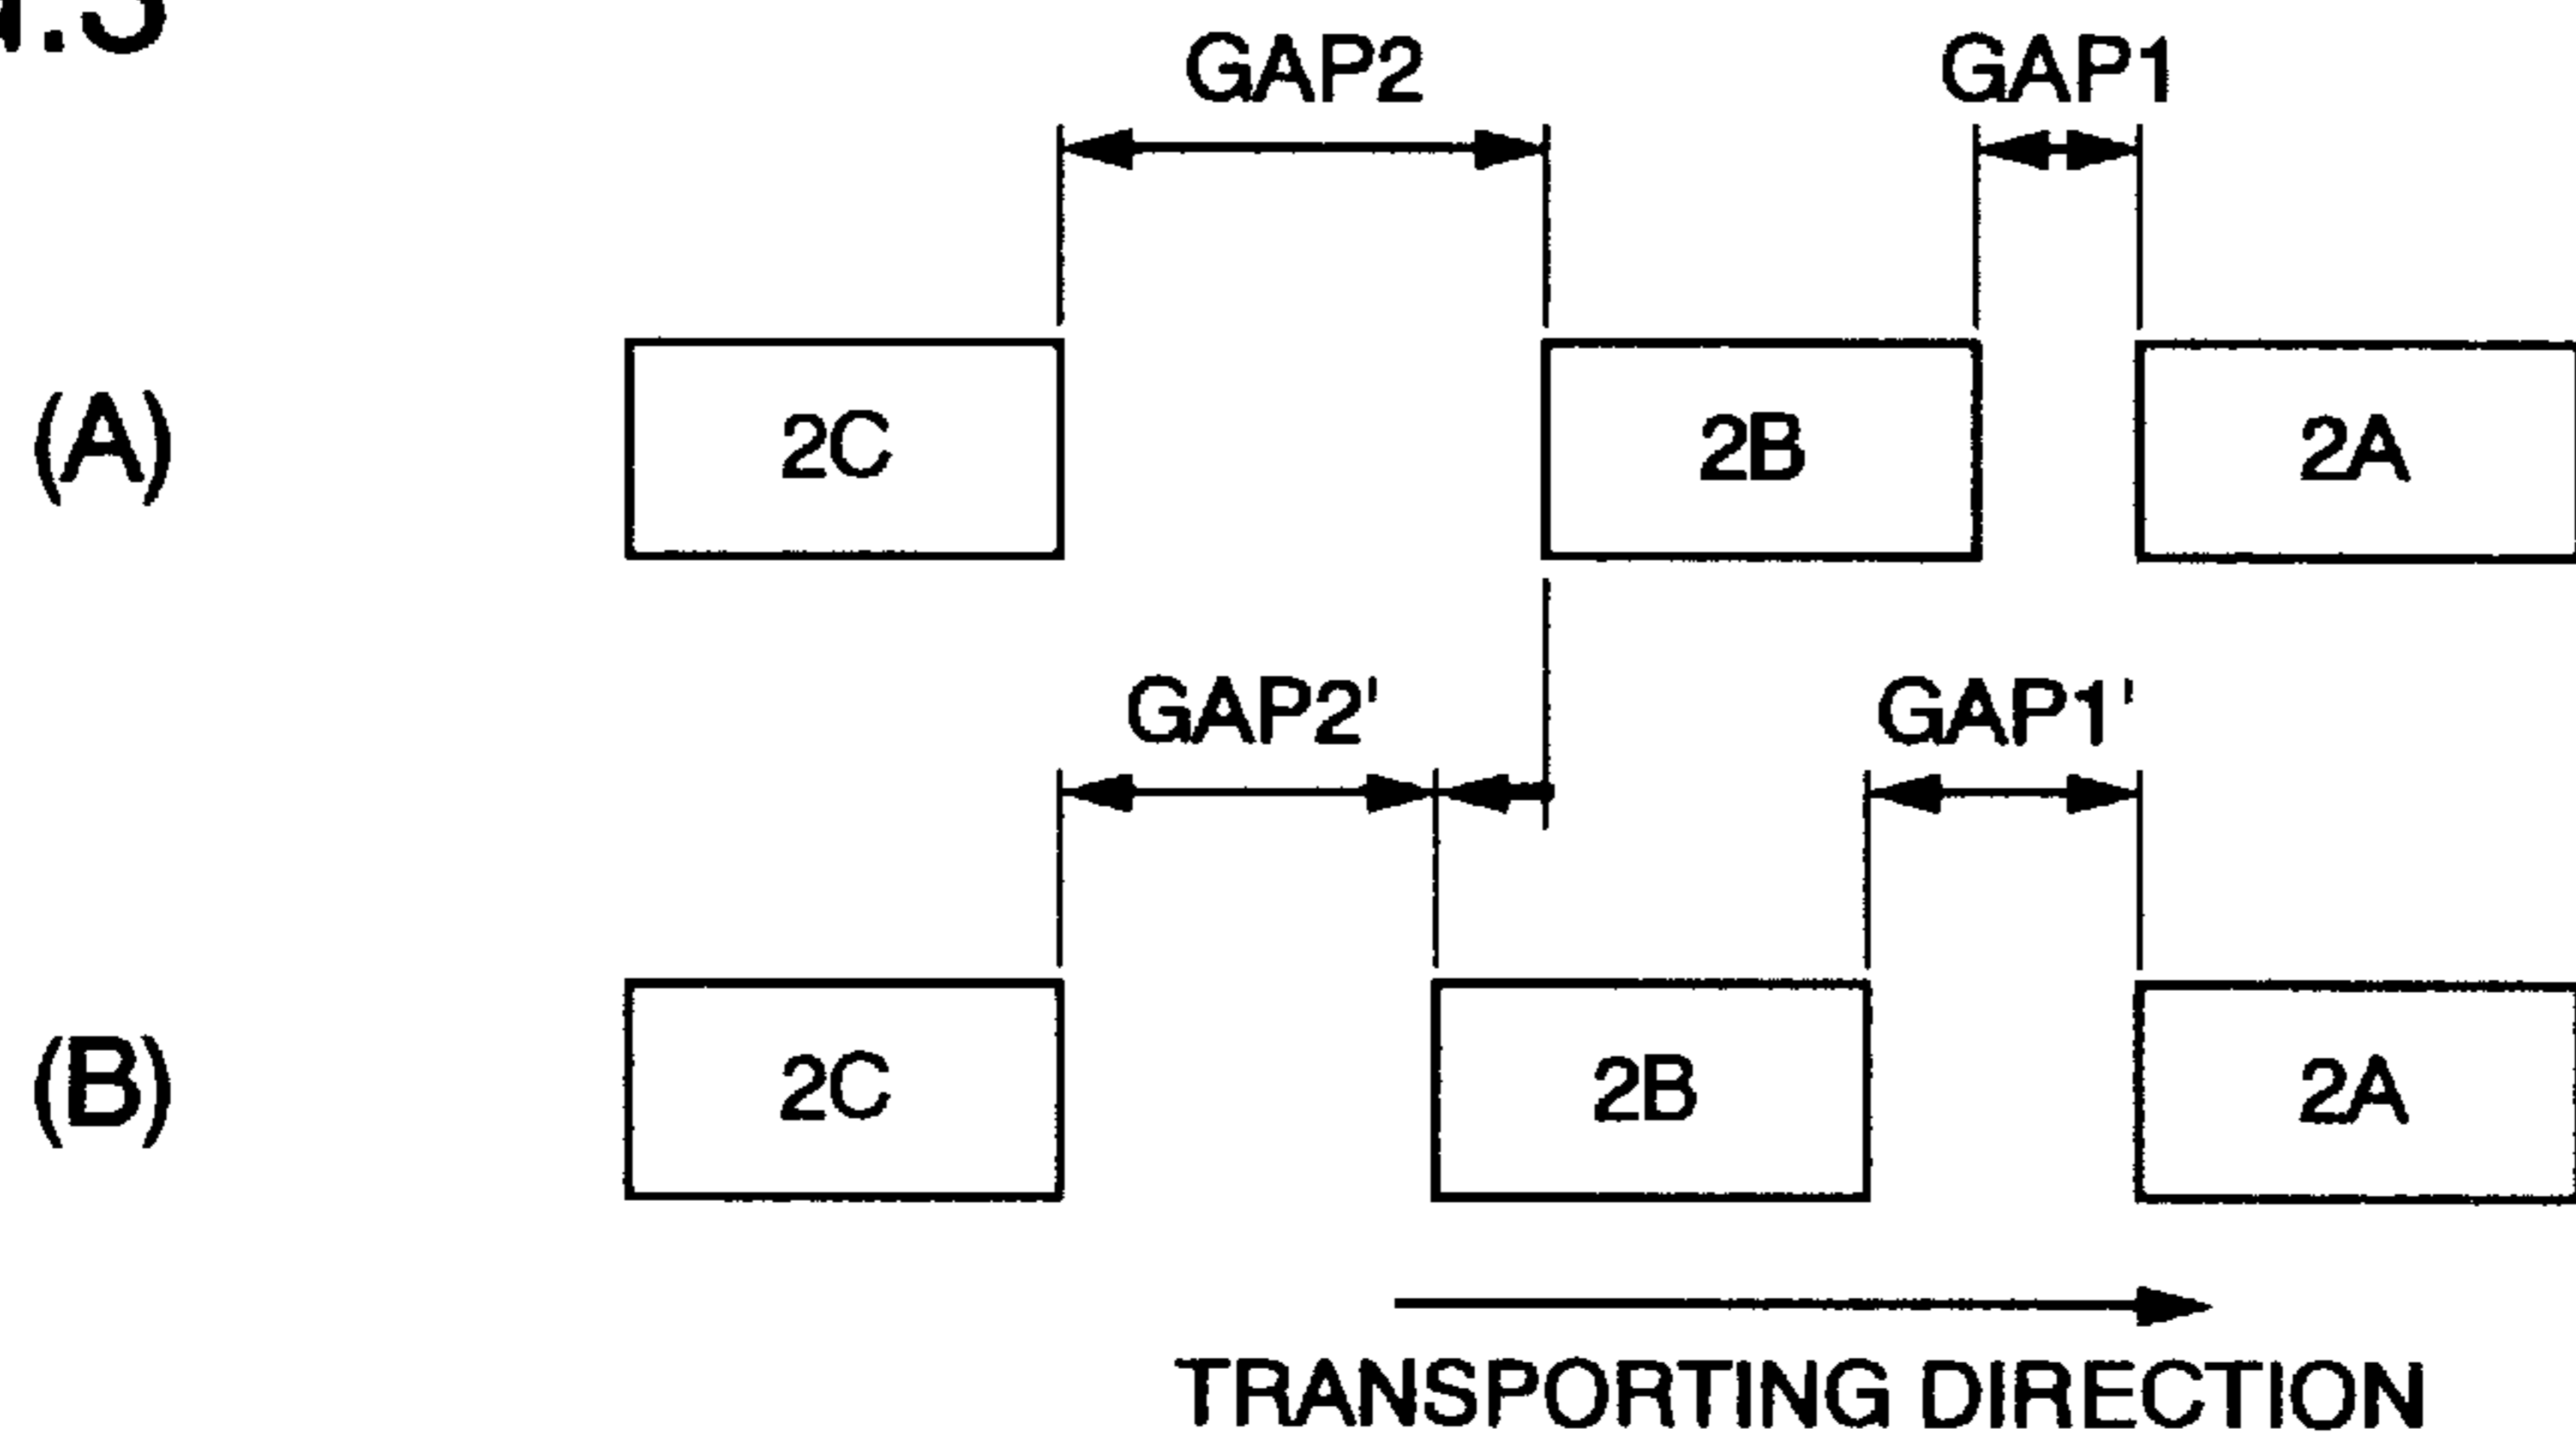 GAP2 GAP1
(A) 2C 2B 2A
GAP2' GAP1'
(B) 2C 2B 2A
TRANSPORTING DIRECTION